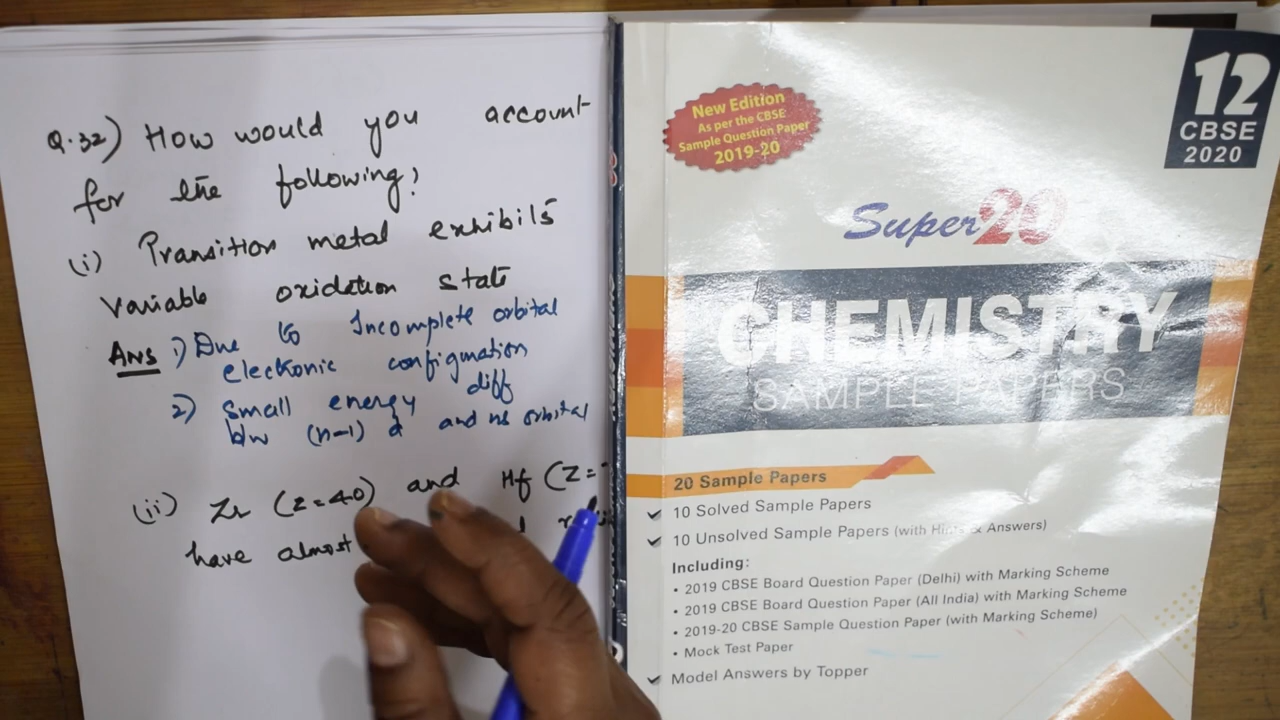 Q.32) How would you account
for the following?
(i) Transition metal exhibits
variable oxidation state
Ans 1) Due to Incomplete orbital
electronic configuration
2) Small energy diff
b/w (n-1) d and ns orbital
(ii) Zr (Z=40) and Hf (Z=
have almost
New Edition
As per the CBSE
Sample Question Paper
2019-20
12
CBSE
2020
Super 20
CHEMISTRY
SAMPLE PAPERS
20 Sample Papers
10 Solved Sample Papers
10 Unsolved Sample Papers (with Hints & Answers)
Including:
• 2019 CBSE Board Question Paper (Delhi) with Marking Scheme
• 2019 CBSE Board Question Paper (All India) with Marking Scheme
• 2019-20 CBSE Sample Question Paper (with Marking Scheme)
• Mock Test Paper
Model Answers by Topper